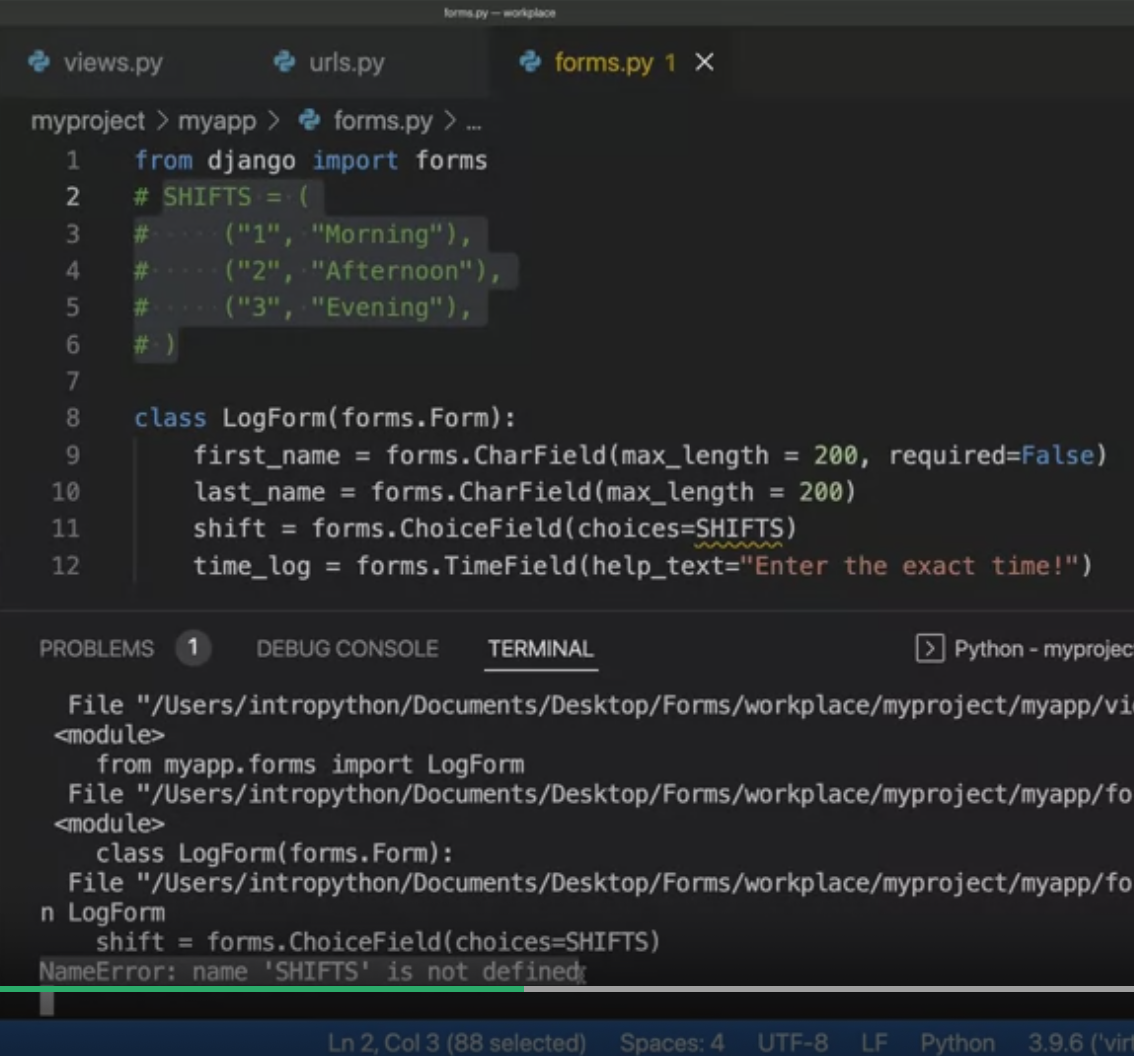 forms.py — workplace
views.py urls.py forms.py 1 ×
myproject > myapp > forms.py > ...
1 from django import forms
2 # SHIFTS = (
3 #     ("1", "Morning"),
4 #     ("2", "Afternoon"),
5 #     ("3", "Evening"),
6 # )
7
8 class LogForm(forms.Form):
9     first_name = forms.CharField(max_length = 200, required=False)
10     last_name = forms.CharField(max_length = 200)
11     shift = forms.ChoiceField(choices=SHIFTS)
12     time_log = forms.TimeField(help_text="Enter the exact time!")
PROBLEMS 1 DEBUG CONSOLE TERMINAL Python - myprojec
File "/Users/intropython/Documents/Desktop/Forms/workplace/myproject/myapp/vi
<module>
from myapp.forms import LogForm
File "/Users/intropython/Documents/Desktop/Forms/workplace/myproject/myapp/fo
<module>
class LogForm(forms.Form):
File "/Users/intropython/Documents/Desktop/Forms/workplace/myproject/myapp/fo
n LogForm
shift = forms.ChoiceField(choices=SHIFTS)
NameError: name 'SHIFTS' is not defined
Ln 2, Col 3 (88 selected) Spaces: 4 UTF-8 LF Python 3.9.6 ('virt